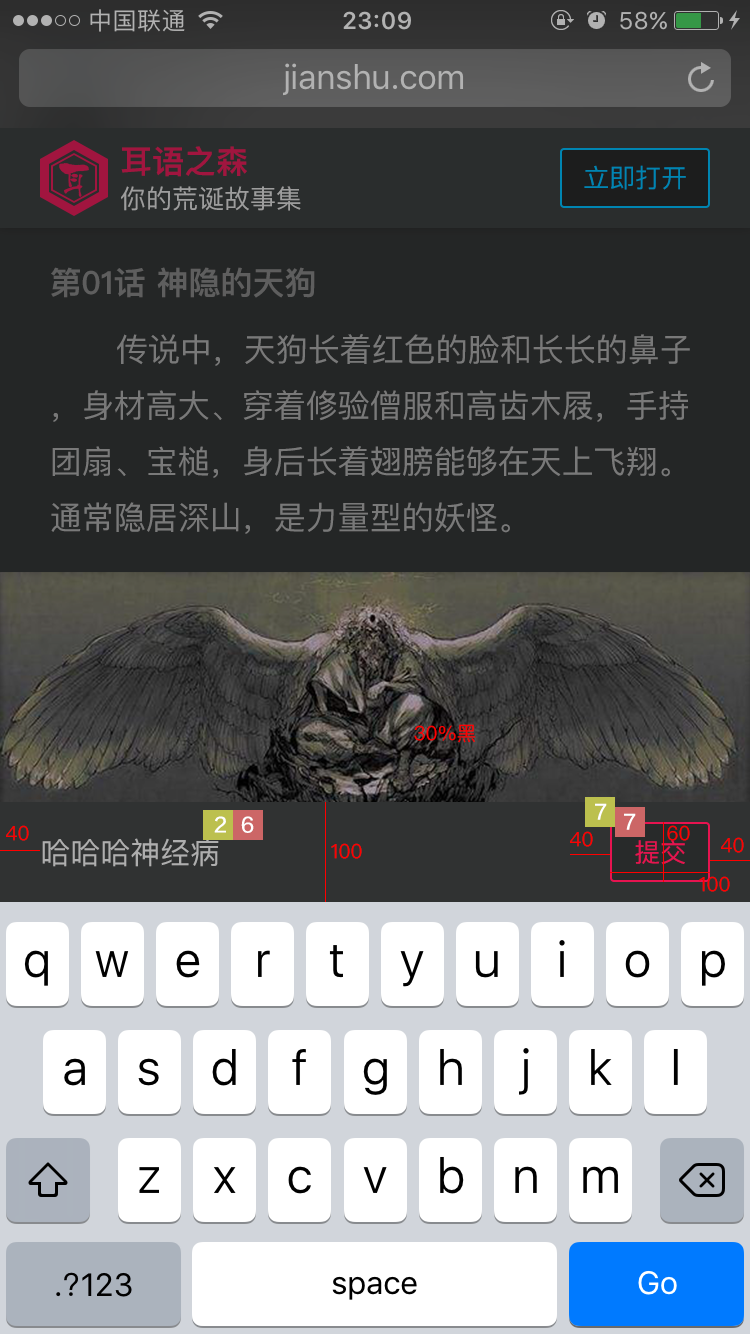 中国联通 23:09 58%
jianshu.com
耳语之森
你的荒诞故事集
立即打开
第01话 神隐的天狗
传说中，天狗长着红色的脸和长长的鼻子
，身材高大、穿着修验僧服和高齿木屐，手持
团扇、宝槌，身后长着翅膀能够在天上飞翔。
通常隐居深山，是力量型的妖怪。
30%黑
2 6
7 7
40 哈哈哈神经病 100 40 提交 60 40
100
q w e r t y u i o p
a s d f g h j k l
z x c v b n m
.?123 space Go